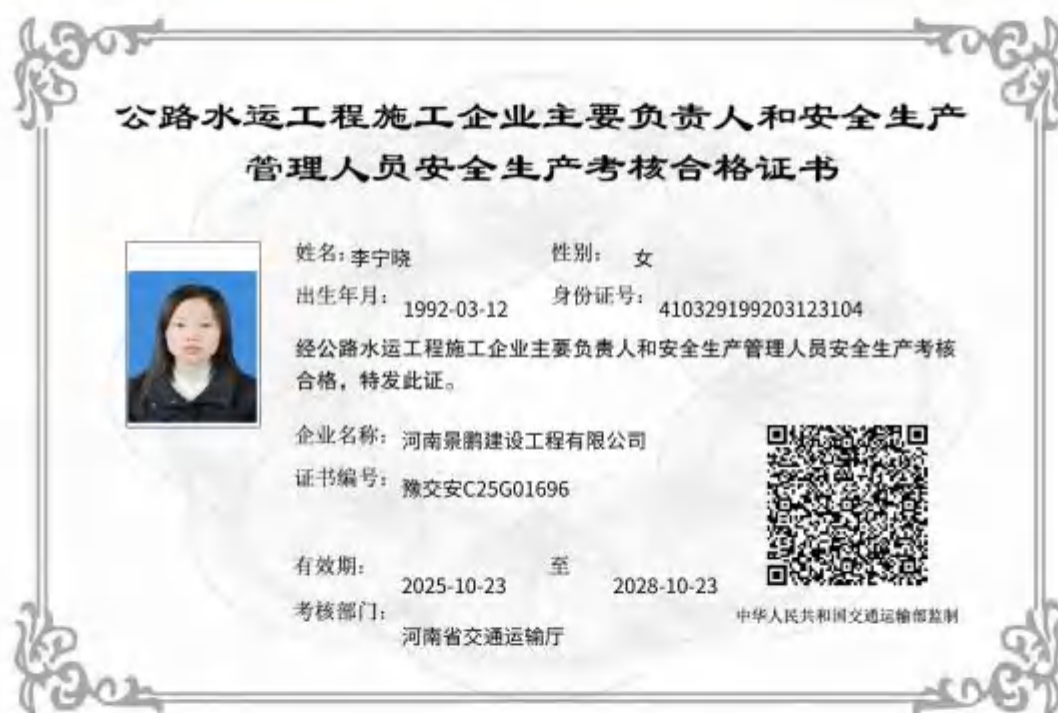 公路水运工程施工企业主要负责人和安全生产
管理人员安全生产考核合格证书
姓名：李宁晓 性别：女
出生年月：1992-03-12 身份证号：410329199203123104
经公路水运工程施工企业主要负责人和安全生产管理人员安全生产考核
合格，特发此证。
企业名称：河南景鹏建设工程有限公司
证书编号：豫交安C25G01696
有效期：2025-10-23 至 2028-10-23
考核部门：河南省交通运输厅
中华人民共和国交通运输部监制